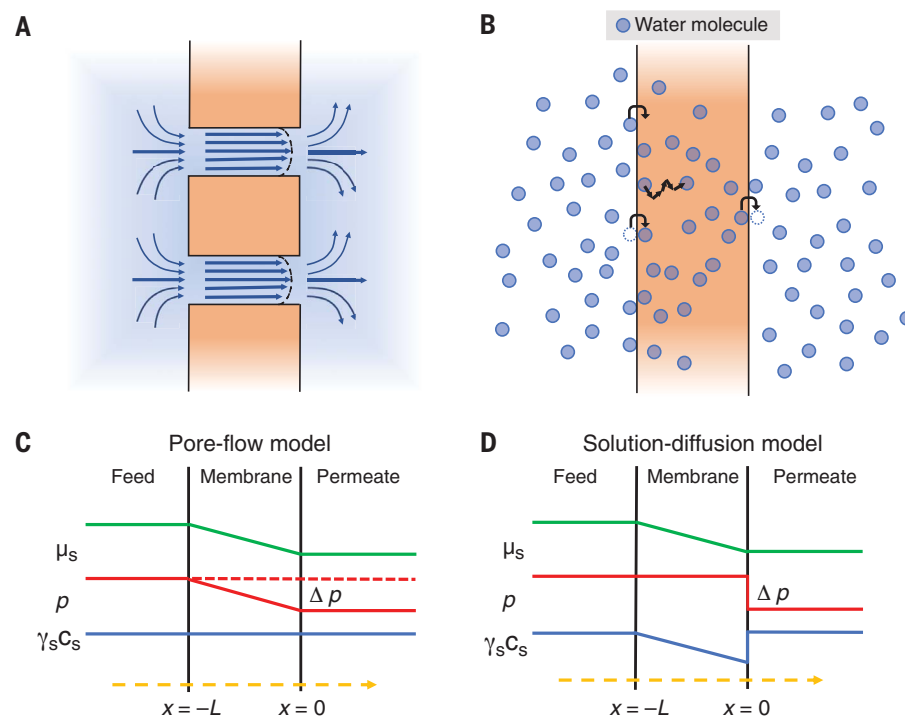 A
B
Water molecule
C
Pore-flow model
Feed
Membrane
Permeate
μs
p
Δ p
γscs
x = –L
x = 0
D
Solution-diffusion model
Feed
Membrane
Permeate
μs
p
Δ p
γscs
x = –L
x = 0